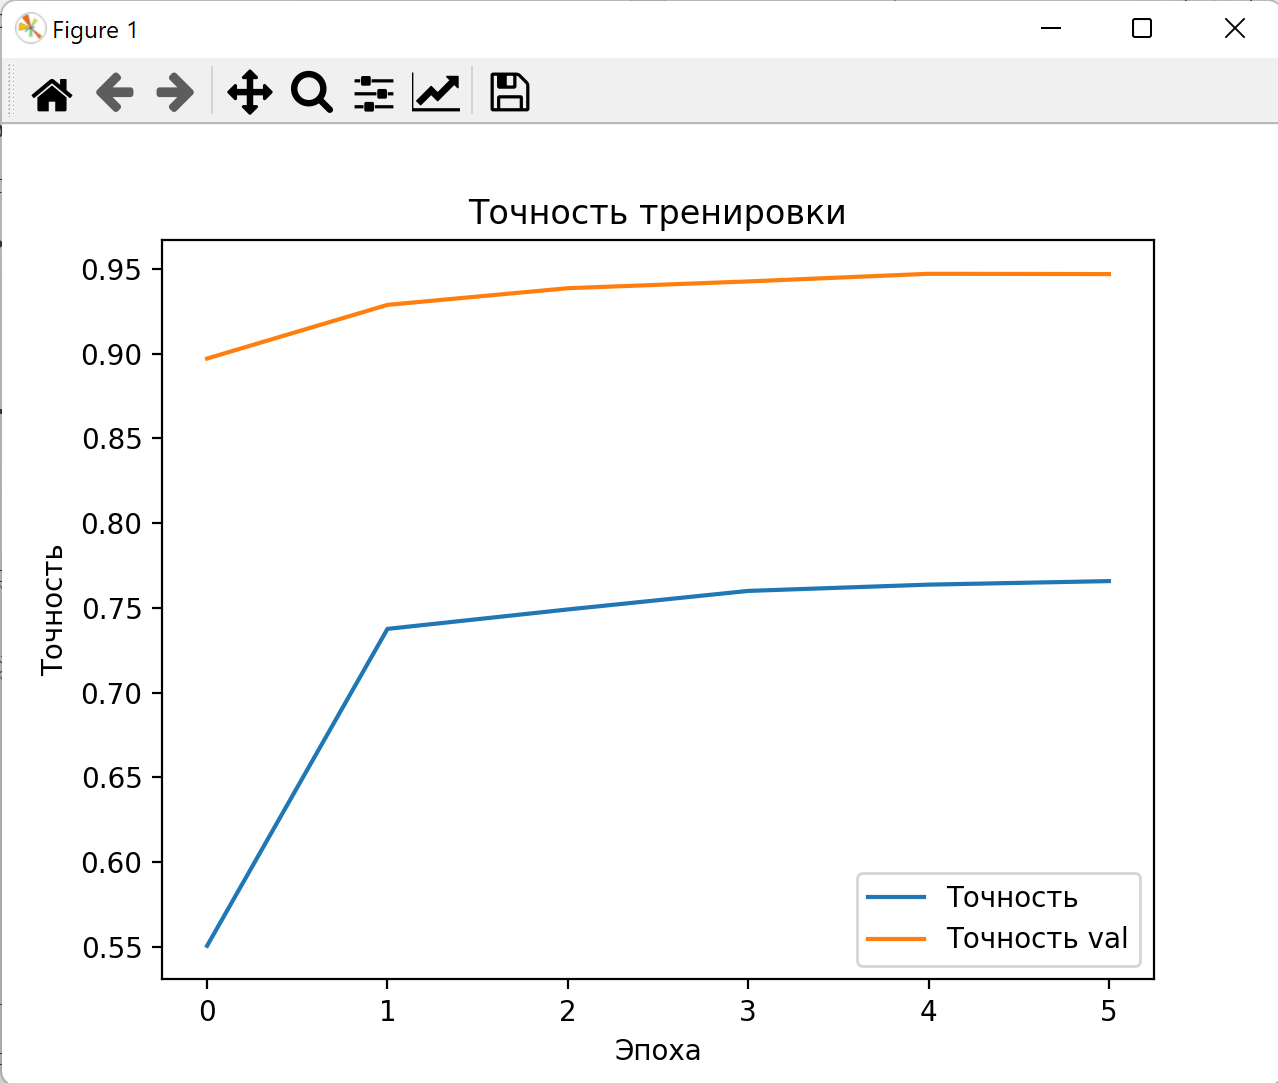 Figure 1
Точность тренировки
0.95
0.90
0.85
0.80
0.75
0.70
0.65
0.60
0.55
Точность
Точность
Точность val
0 1 2 3 4 5
Эпоха